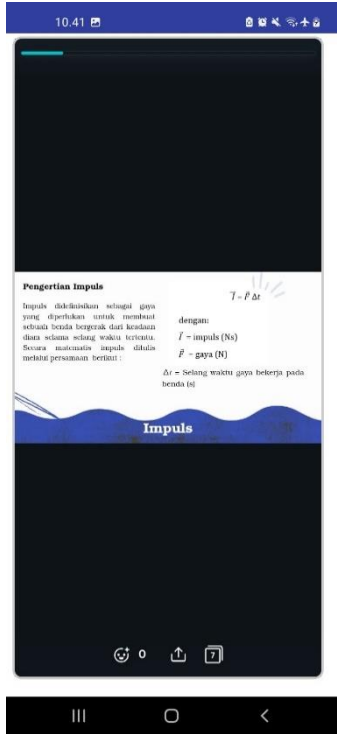 10.41
Pengertian Impuls
Impuls didefinisikan sebagai gaya
yang diperlukan untuk membuat
sebuah benda bergerak dari keadaan
diam selama selang waktu tertentu.
Secara matematis impuls ditulis
melalui persamaan berikut :
I⃗ = F⃗ Δt
dengan:
I⃗ = impuls (Ns)
F⃗ = gaya (N)
Δt = Selang waktu gaya bekerja pada
benda (s)
Impuls
0
7